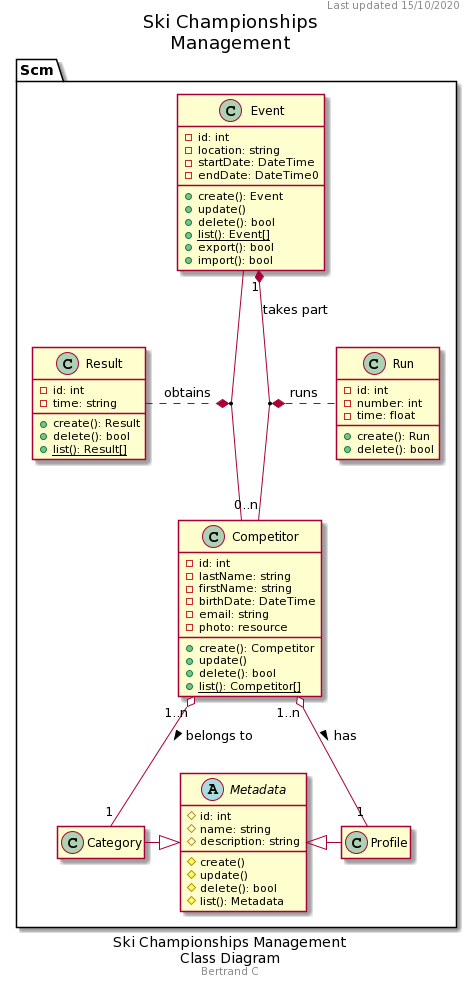 Last updated 15/10/2020
Ski Championships
Management
Scm
C Event
id: int
location: string
startDate: DateTime
endDate: DateTime0
create(): Event
update()
delete(): bool
list(): Event[]
export(): bool
import(): bool
1
takes part
C Result
id: int
time: string
create(): Result
delete(): bool
list(): Result[]
obtains
runs
C Run
id: int
number: int
time: float
create(): Run
delete(): bool
0..n
C Competitor
id: int
lastName: string
firstName: string
birthDate: DateTime
email: string
photo: resource
create(): Competitor
update()
delete(): bool
list(): Competitor[]
1..n
1..n
belongs to
has
1
1
A Metadata
id: int
name: string
description: string
create()
update()
delete(): bool
list(): Metadata
C Category
C Profile
Ski Championships Management
Class Diagram
Bertrand C